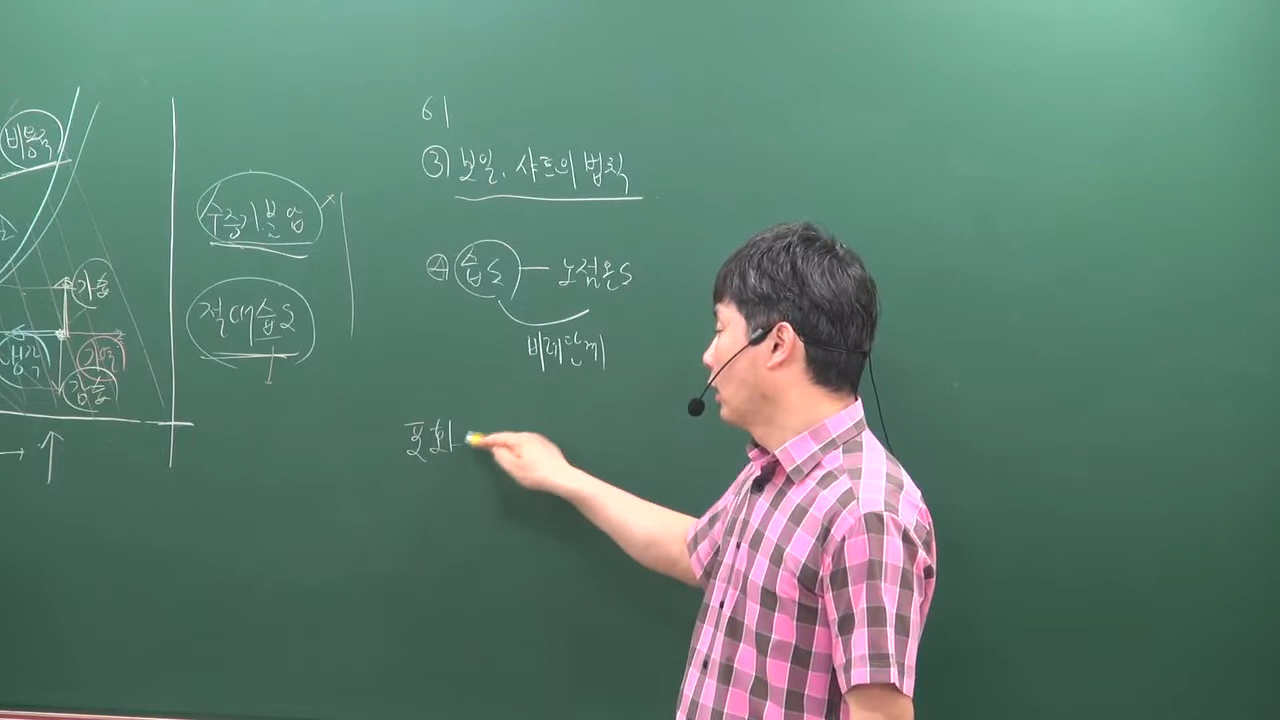 비봉
수증기분압 x
절대습도
가습
냉각
가열
감습
61
③ 보일, 샤르의 법칙
④ 습도 - 노점온도
비례관계
포화